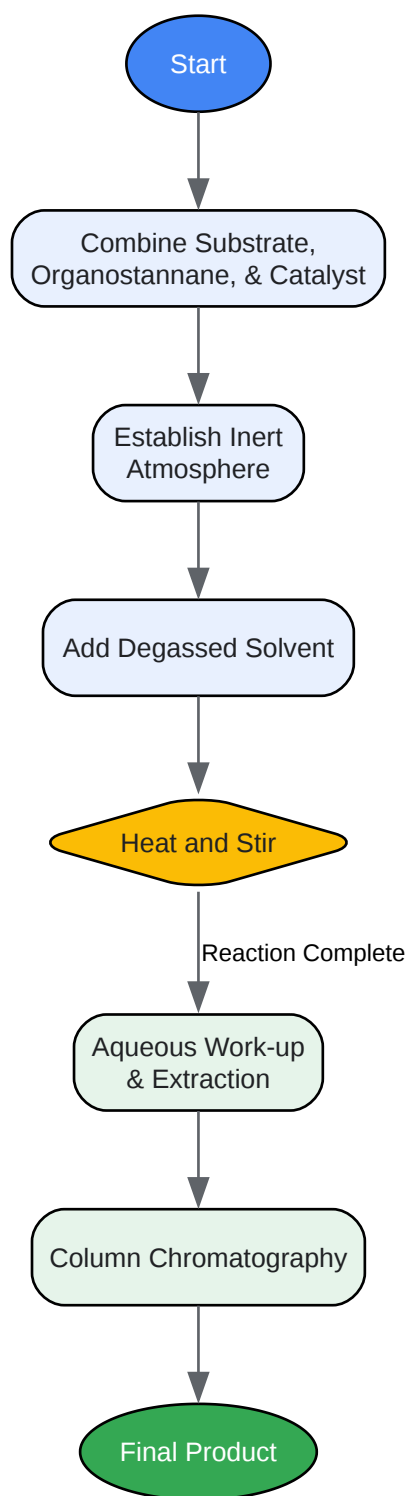 Start
Combine Substrate,
Organostannane, & Catalyst
Establish Inert
Atmosphere
Add Degassed Solvent
Heat and Stir
Reaction Complete
Aqueous Work-up
& Extraction
Column Chromatography
Final Product